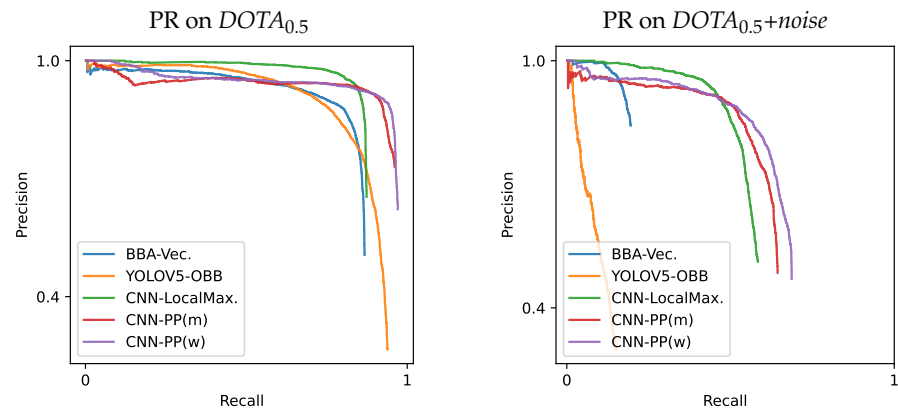 PR on DOTA0.5
1.0
0.4
Precision
BBA-Vec.
YOLOV5-OBB
CNN-LocalMax.
CNN-PP(m)
CNN-PP(w)
0
1
Recall
PR on DOTA0.5+noise
1.0
0.4
Precision
BBA-Vec.
YOLOV5-OBB
CNN-LocalMax.
CNN-PP(m)
CNN-PP(w)
0
1
Recall